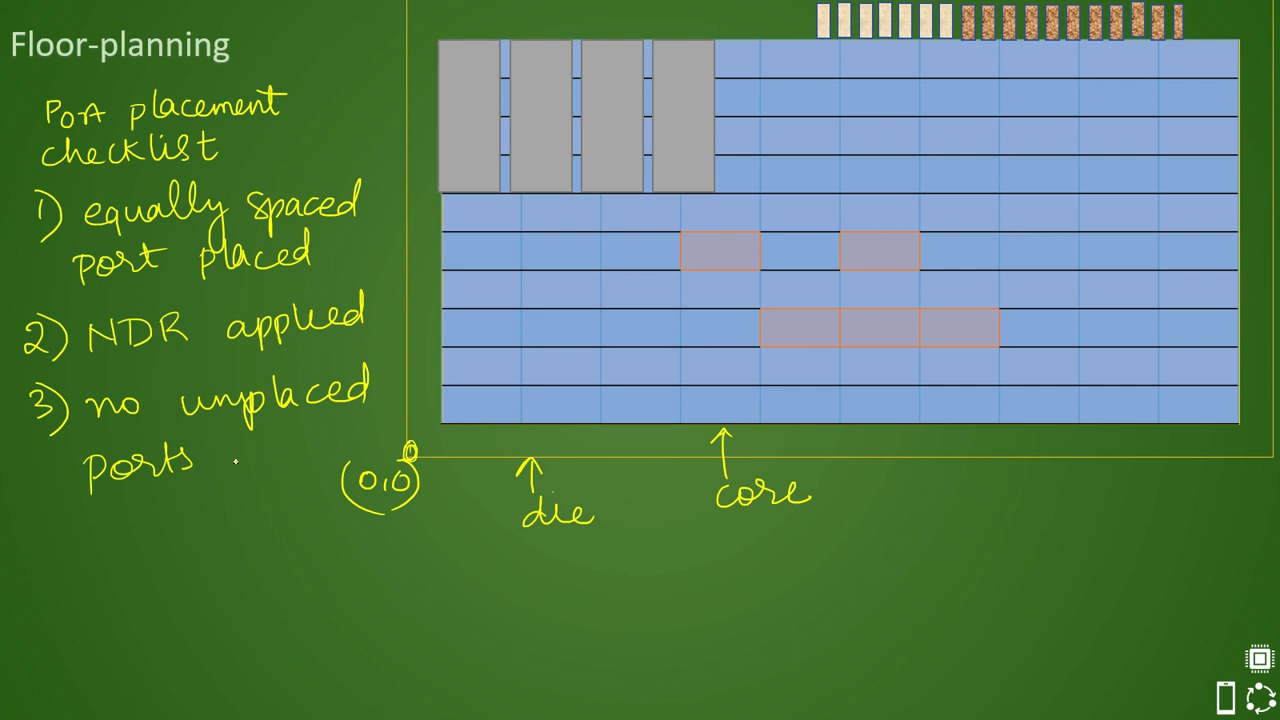 Floor-planning
Port placement
checklist
1) equally spaced
port placed
2) NDR applied
3) no unplaced
ports
(0,0)
die
core